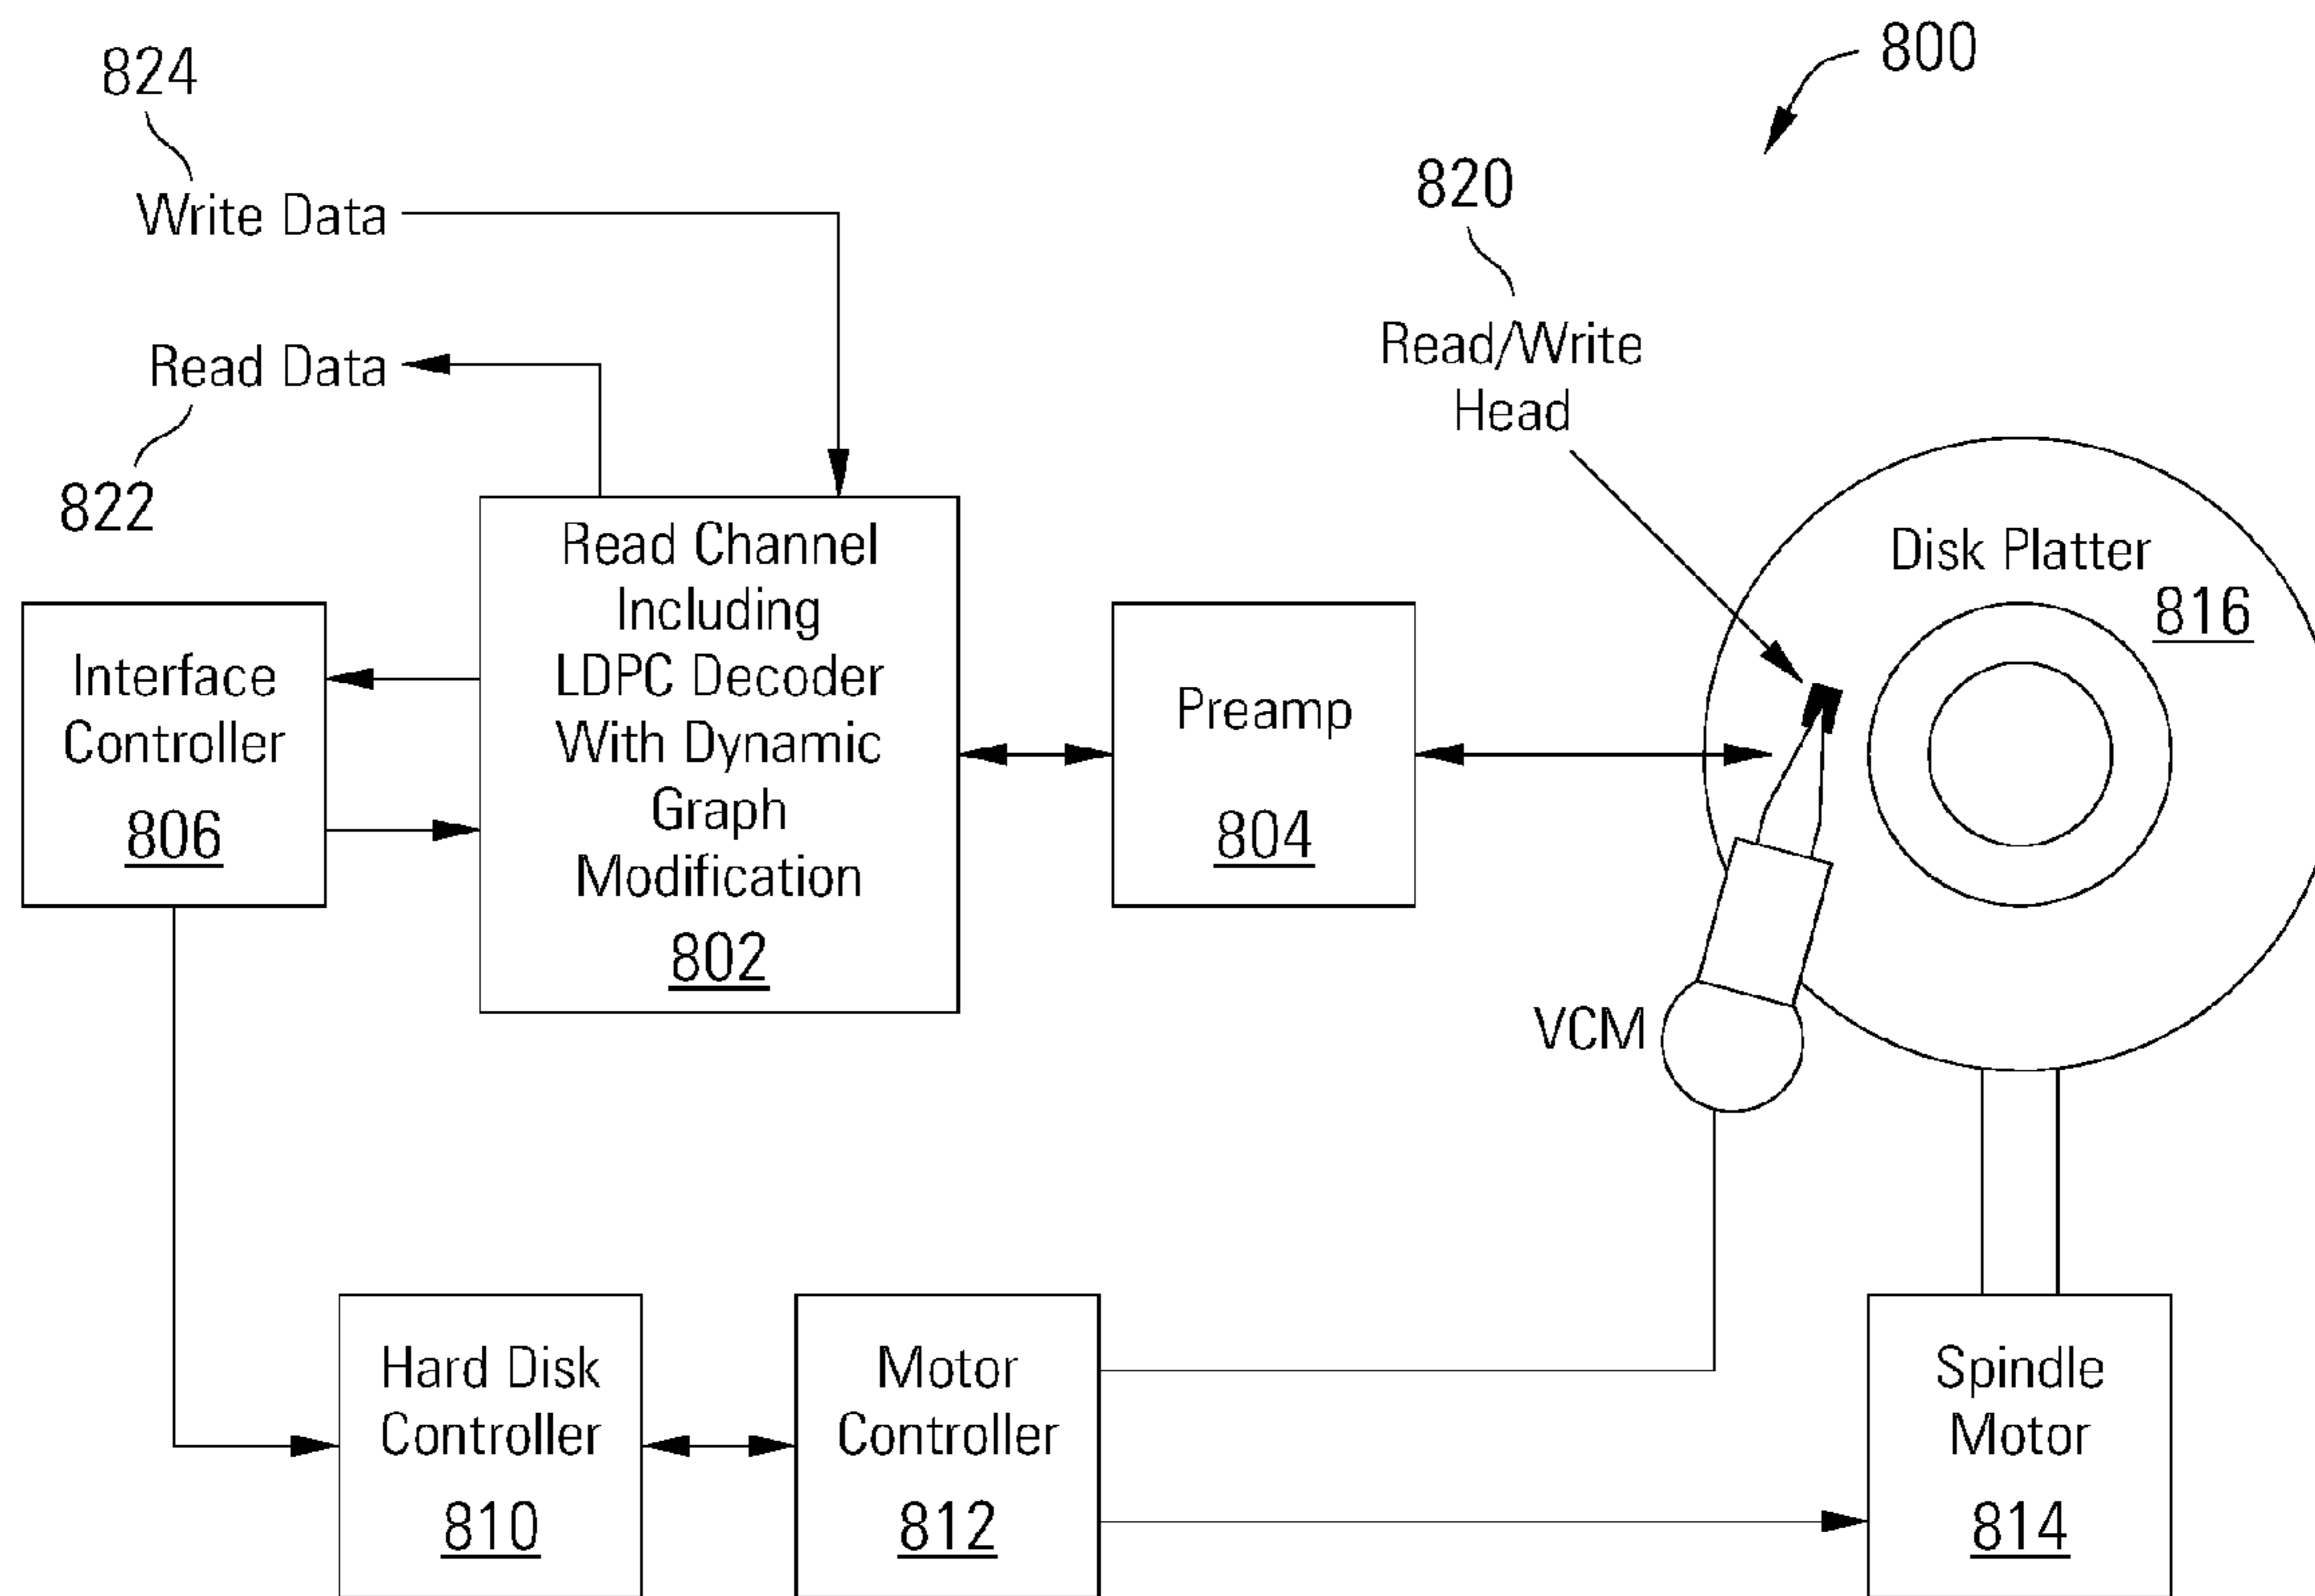 824
800
Write Data
820
Read/Write
Head
Read Data
822
Read Channel
Including
LDPC Decoder
With Dynamic
Graph
Modification
802
Interface
Controller
806
Preamp
804
Disk Platter
816
VCM
Hard Disk
Controller
810
Motor
Controller
812
Spindle
Motor
814